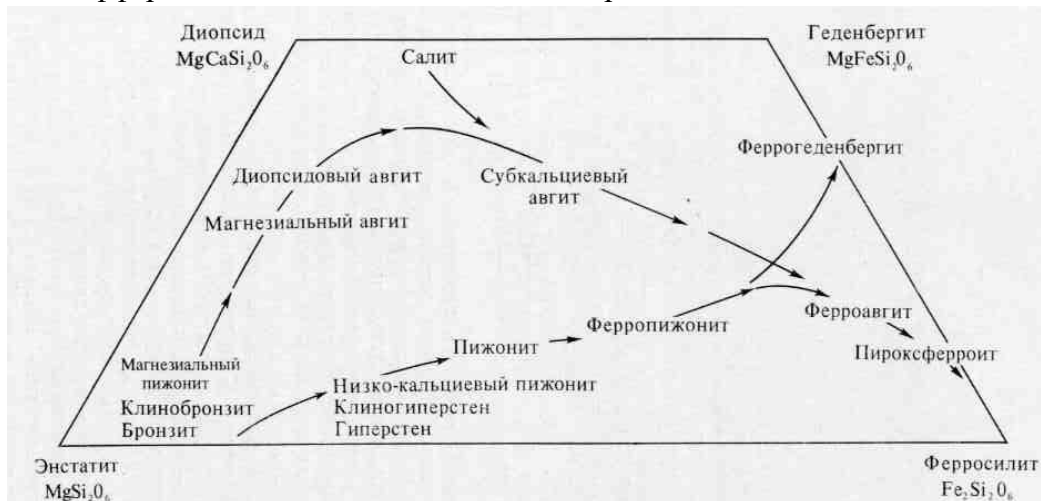 Диопсид
MgCaSi₂O₆
Геденбергит
MgFeSi₂O₆
Салит
Феррогеденбергит
Диопсидовый авгит
Субкальциевый
авгит
Магнезиальный авгит
Ферроавгит
Ферропижонит
Пижонит
Пироксферроит
Магнезиальный
пижонит
Клинобронзит
Бронзит
Низко-кальциевый пижонит
Клиногиперстен
Гиперстен
Энстатит
MgSi₂O₆
Ферросилит
Fe₂Si₂O₆